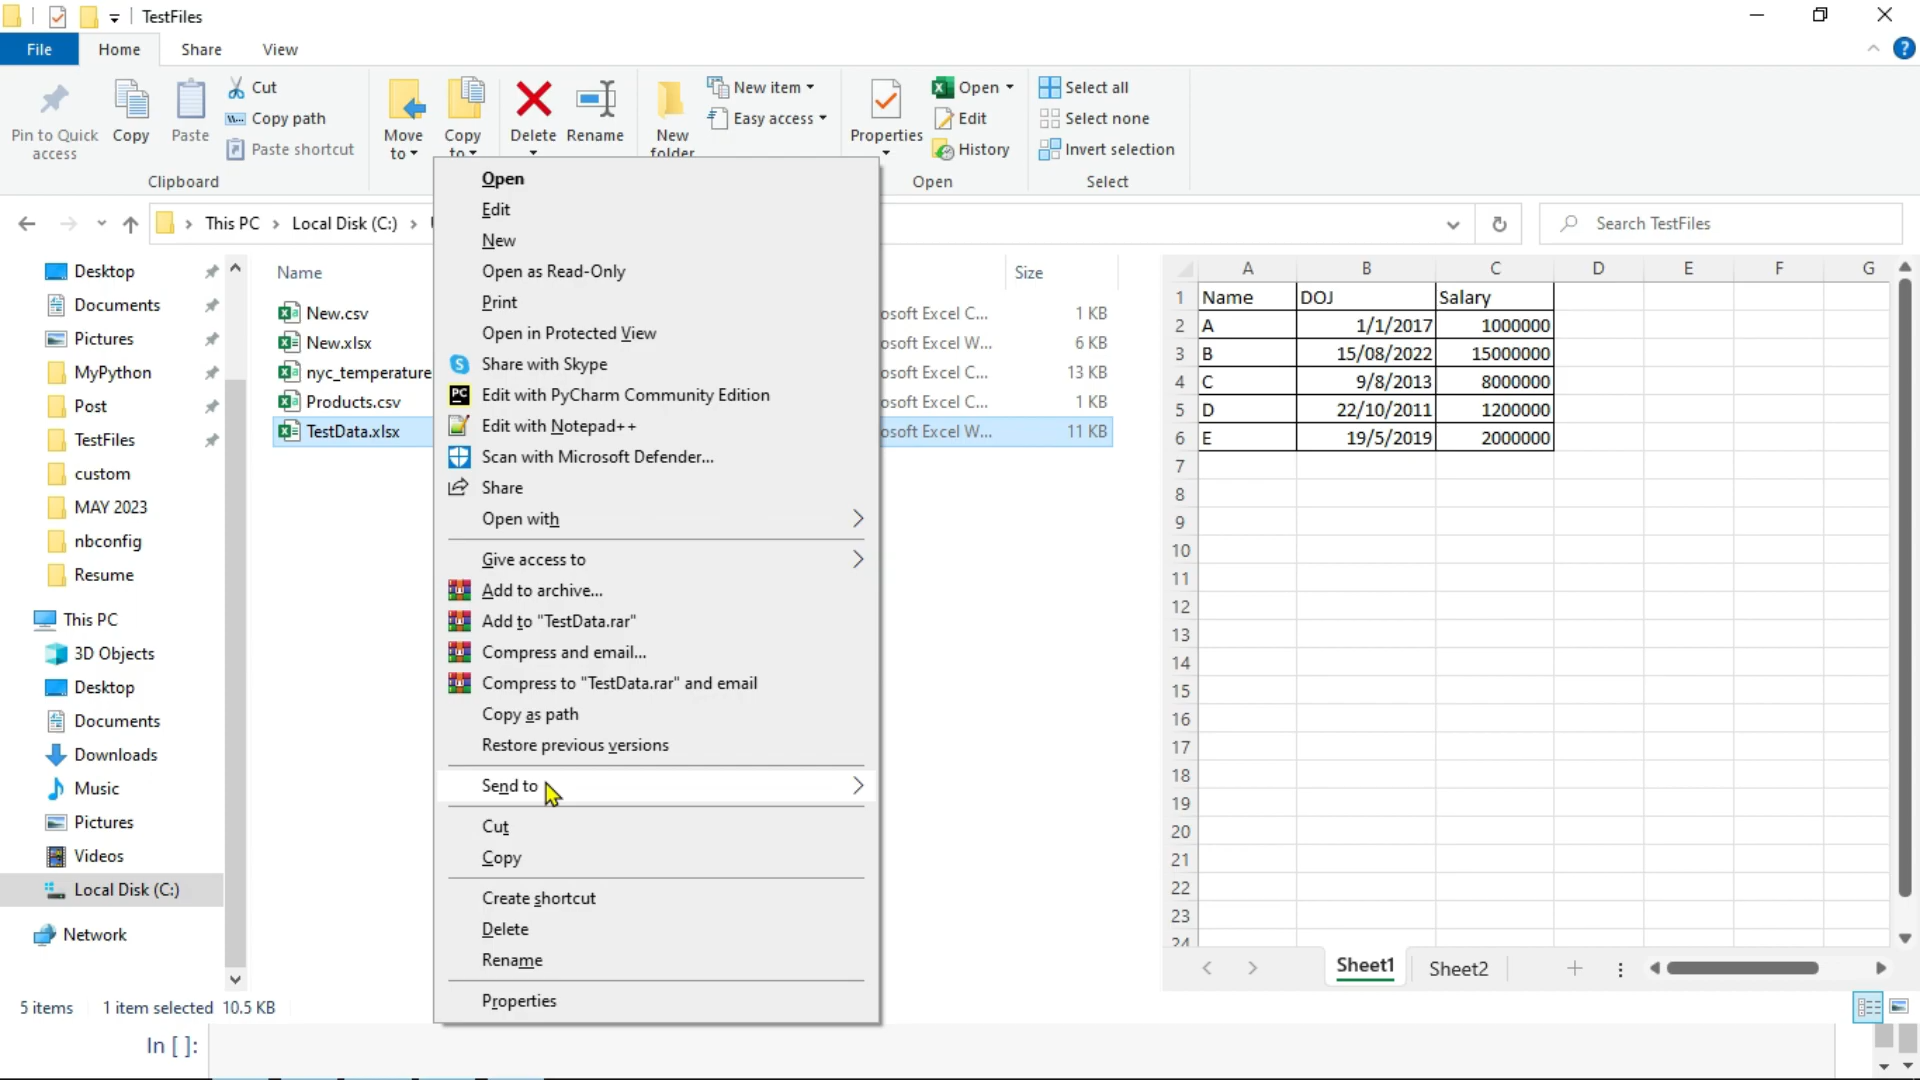 TestFiles
File Home Share View
Pin to Quick access
Copy
Paste
Cut
Copy path
Paste shortcut
Clipboard
Move to
Copy to
Delete
Rename
New folder
New item
Easy access
Properties
Open
Edit
History
Open
Select all
Select none
Invert selection
Select
This PC > Local Disk (C:) >
Search TestFiles
Desktop
Documents
Pictures
MyPython
Post
TestFiles
custom
MAY 2023
nbconfig
Resume
This PC
3D Objects
Desktop
Documents
Downloads
Music
Pictures
Videos
Local Disk (C:)
Network
Name Size
New.csv osoft Excel C... 1 KB
New.xlsx osoft Excel W... 6 KB
nyc_temperature osoft Excel C... 13 KB
Products.csv osoft Excel C... 1 KB
TestData.xlsx osoft Excel W... 11 KB
Open
Edit
New
Open as Read-Only
Print
Open in Protected View
Share with Skype
PC Edit with PyCharm Community Edition
Edit with Notepad++
Scan with Microsoft Defender...
Share
Open with
Give access to
Add to archive...
Add to "TestData.rar"
Compress and email...
Compress to "TestData.rar" and email
Copy as path
Restore previous versions
Send to
Cut
Copy
Create shortcut
Delete
Rename
Properties
A B C D E F G
1 Name DOJ Salary
2 A 1/1/2017 1000000
3 B 15/08/2022 15000000
4 C 9/8/2013 8000000
5 D 22/10/2011 1200000
6 E 19/5/2019 2000000
7
8
9
10
11
12
13
14
15
16
17
18
19
20
21
22
23
24
Sheet1 Sheet2
5 items 1 item selected 10.5 KB
In [ ]: